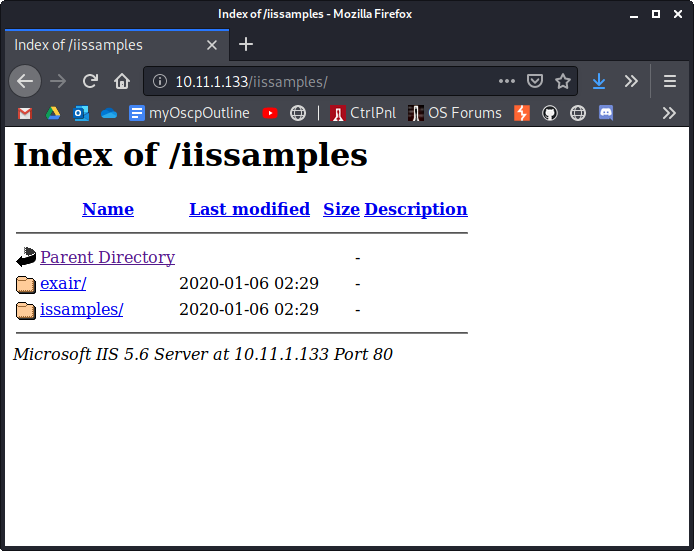 Index of /iissamples - Mozilla Firefox
Index of /iissamples
10.11.1.133/iissamples/
myOscpOutline CtrlPnl OS Forums
Index of /iissamples
Name Last modified Size Description
Parent Directory -
exair/ 2020-01-06 02:29 -
issamples/ 2020-01-06 02:29 -
Microsoft IIS 5.6 Server at 10.11.1.133 Port 80